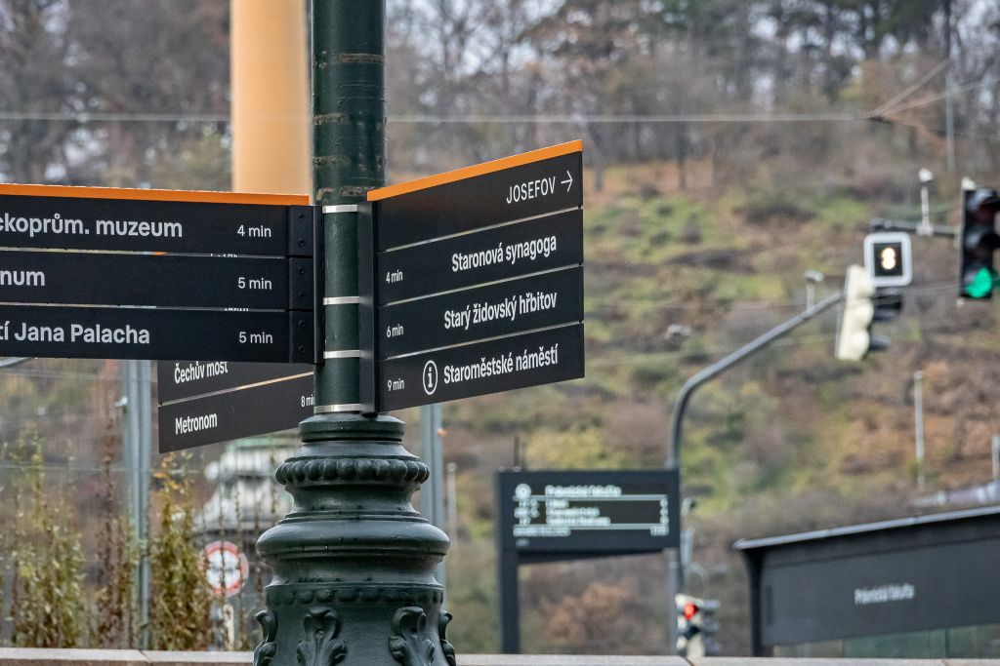 ckoprům. muzeum 4 min
num 5 min
tí Jana Palacha 5 min
Čechův most
Metronom 8 min
JOSEFOV →
4 min Staronová synagoga
6 min Starý židovský hřbitov
9 min i Staroměstské náměstí
Právnická fakulta
Právnická fakulta